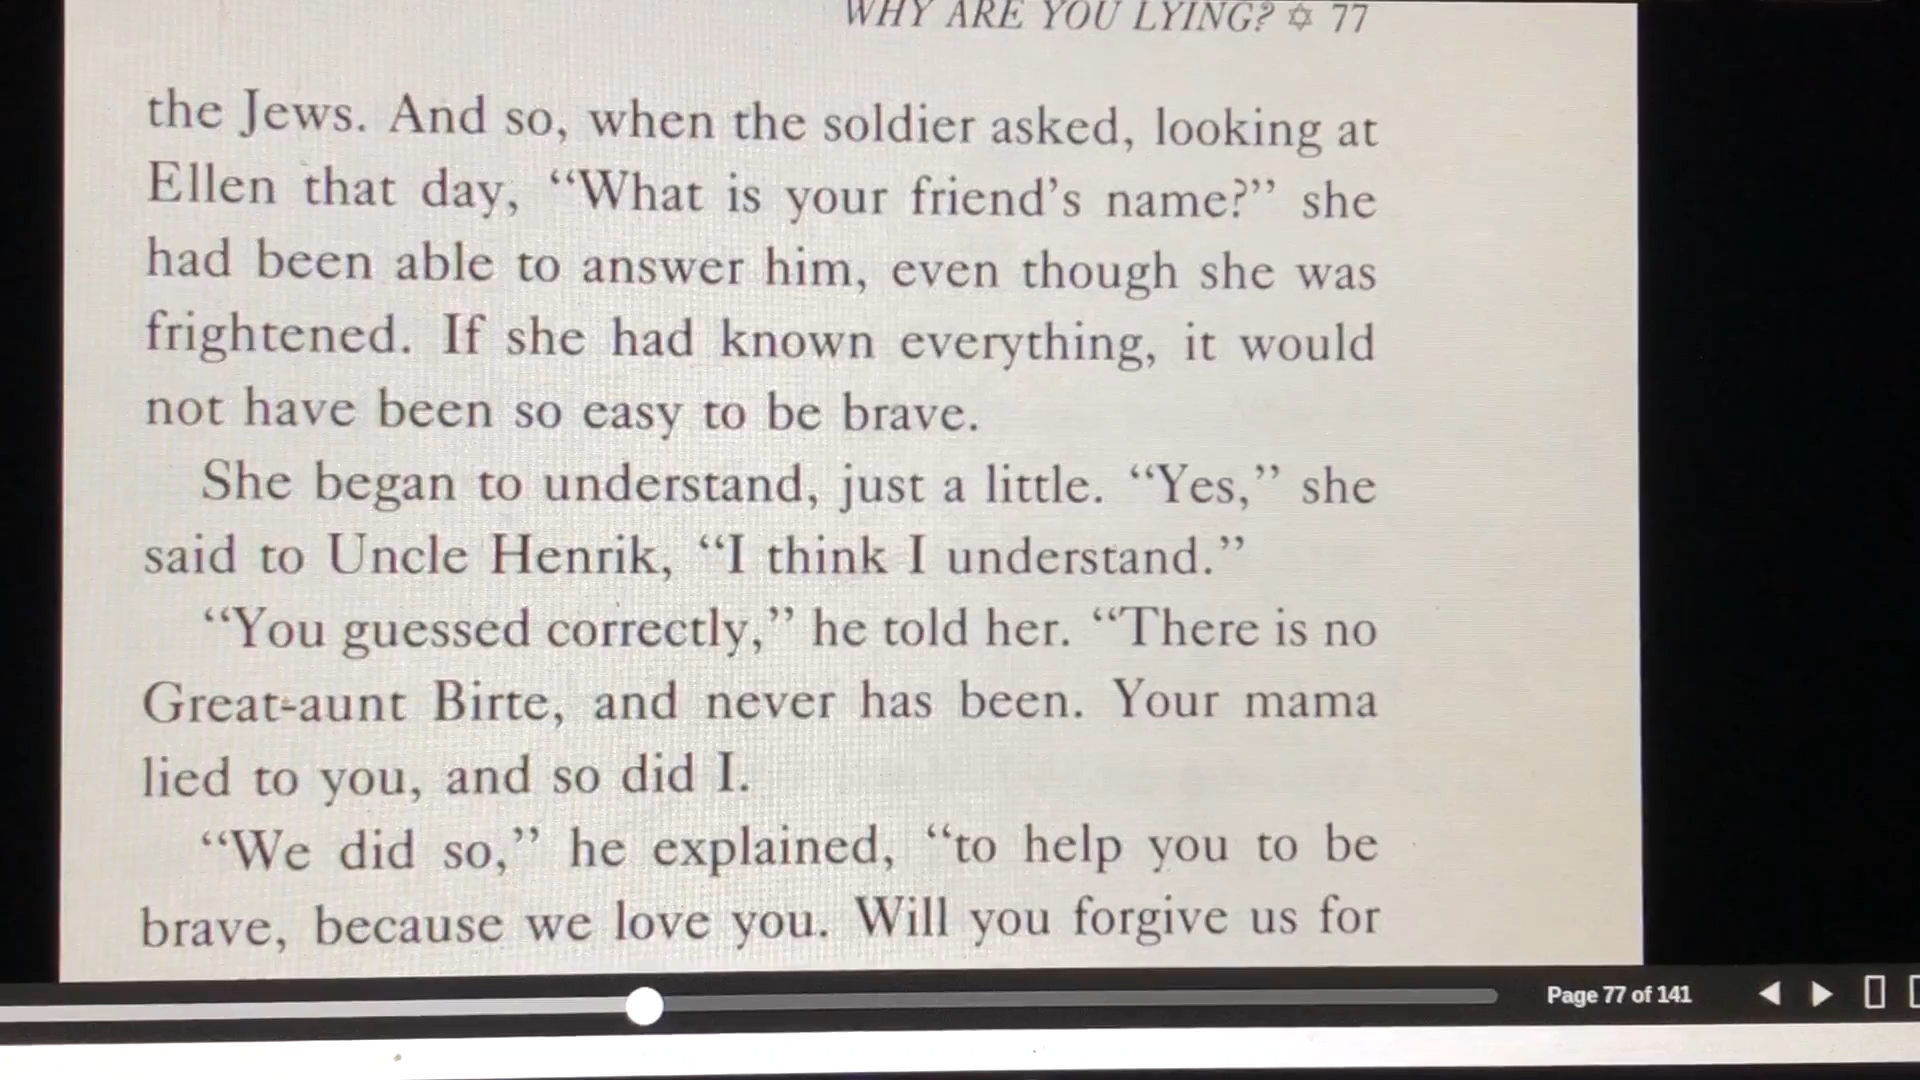 WHY ARE YOU LYING? ✡ 77
the Jews. And so, when the soldier asked, looking at
Ellen that day, “What is your friend’s name?” she
had been able to answer him, even though she was
frightened. If she had known everything, it would
not have been so easy to be brave.
She began to understand, just a little. “Yes,” she
said to Uncle Henrik, “I think I understand.”
“You guessed correctly,” he told her. “There is no
Great-aunt Birte, and never has been. Your mama
lied to you, and so did I.
“We did so,” he explained, “to help you to be
brave, because we love you. Will you forgive us for
Page 77 of 141